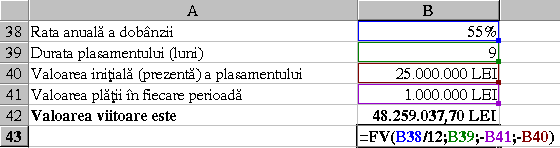 A B
38 Rata anuală a dobânzii 55%
39 Durata plasamentului (luni) 9
40 Valoarea iniţială (prezentă) a plasamentului 25.000.000 LEI
41 Valoarea plăţii în fiecare perioadă 1.000.000 LEI
42 Valoarea viitoare este 48.259.037,70 LEI
43 =FV(B38/12;B39;-B41;-B40)